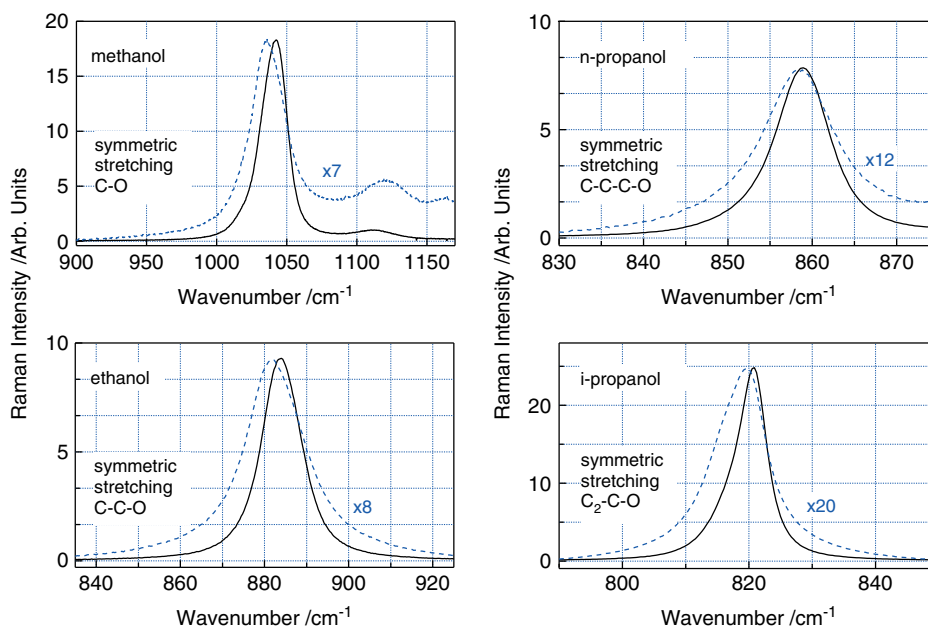 20
15
10
5
0
methanol
symmetric
stretching
C-O
x7
900 950 1000 1050 1100 1150
Wavenumber /cm-1
Raman Intensity /Arb. Units
10
5
0
n-propanol
symmetric
stretching
C-C-C-O
x12
830 840 850 860 870
Wavenumber /cm-1
Raman Intensity /Arb. Units
10
5
0
ethanol
symmetric
stretching
C-C-O
x8
840 860 880 900 920
Wavenumber /cm-1
20
10
0
i-propanol
symmetric
stretching
C2-C-O
x20
800 820 840
Wavenumber /cm-1